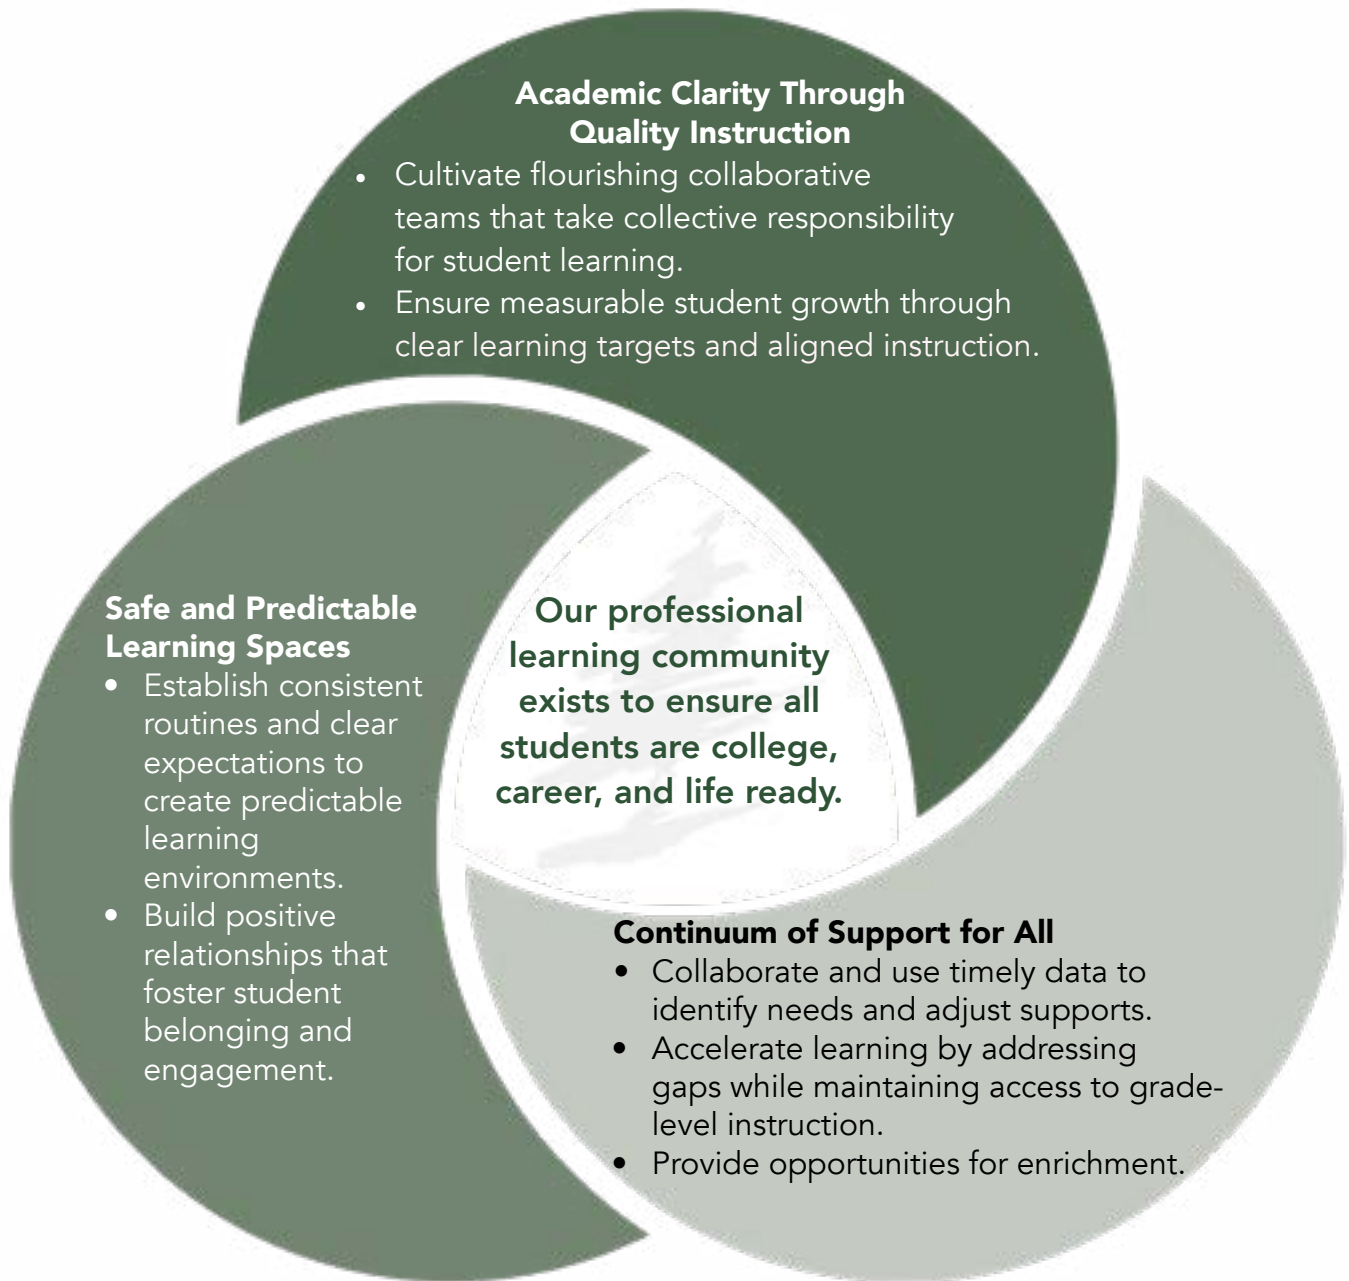 Academic Clarity Through
Quality Instruction
• Cultivate flourishing collaborative
teams that take collective responsibility
for student learning.
• Ensure measurable student growth through
clear learning targets and aligned instruction.
Safe and Predictable
Learning Spaces
• Establish consistent
routines and clear
expectations to
create predictable
learning
environments.
• Build positive
relationships that
foster student
belonging and
engagement.
Our professional
learning community
exists to ensure all
students are college,
career, and life ready.
Continuum of Support for All
• Collaborate and use timely data to
identify needs and adjust supports.
• Accelerate learning by addressing
gaps while maintaining access to grade-
level instruction.
• Provide opportunities for enrichment.